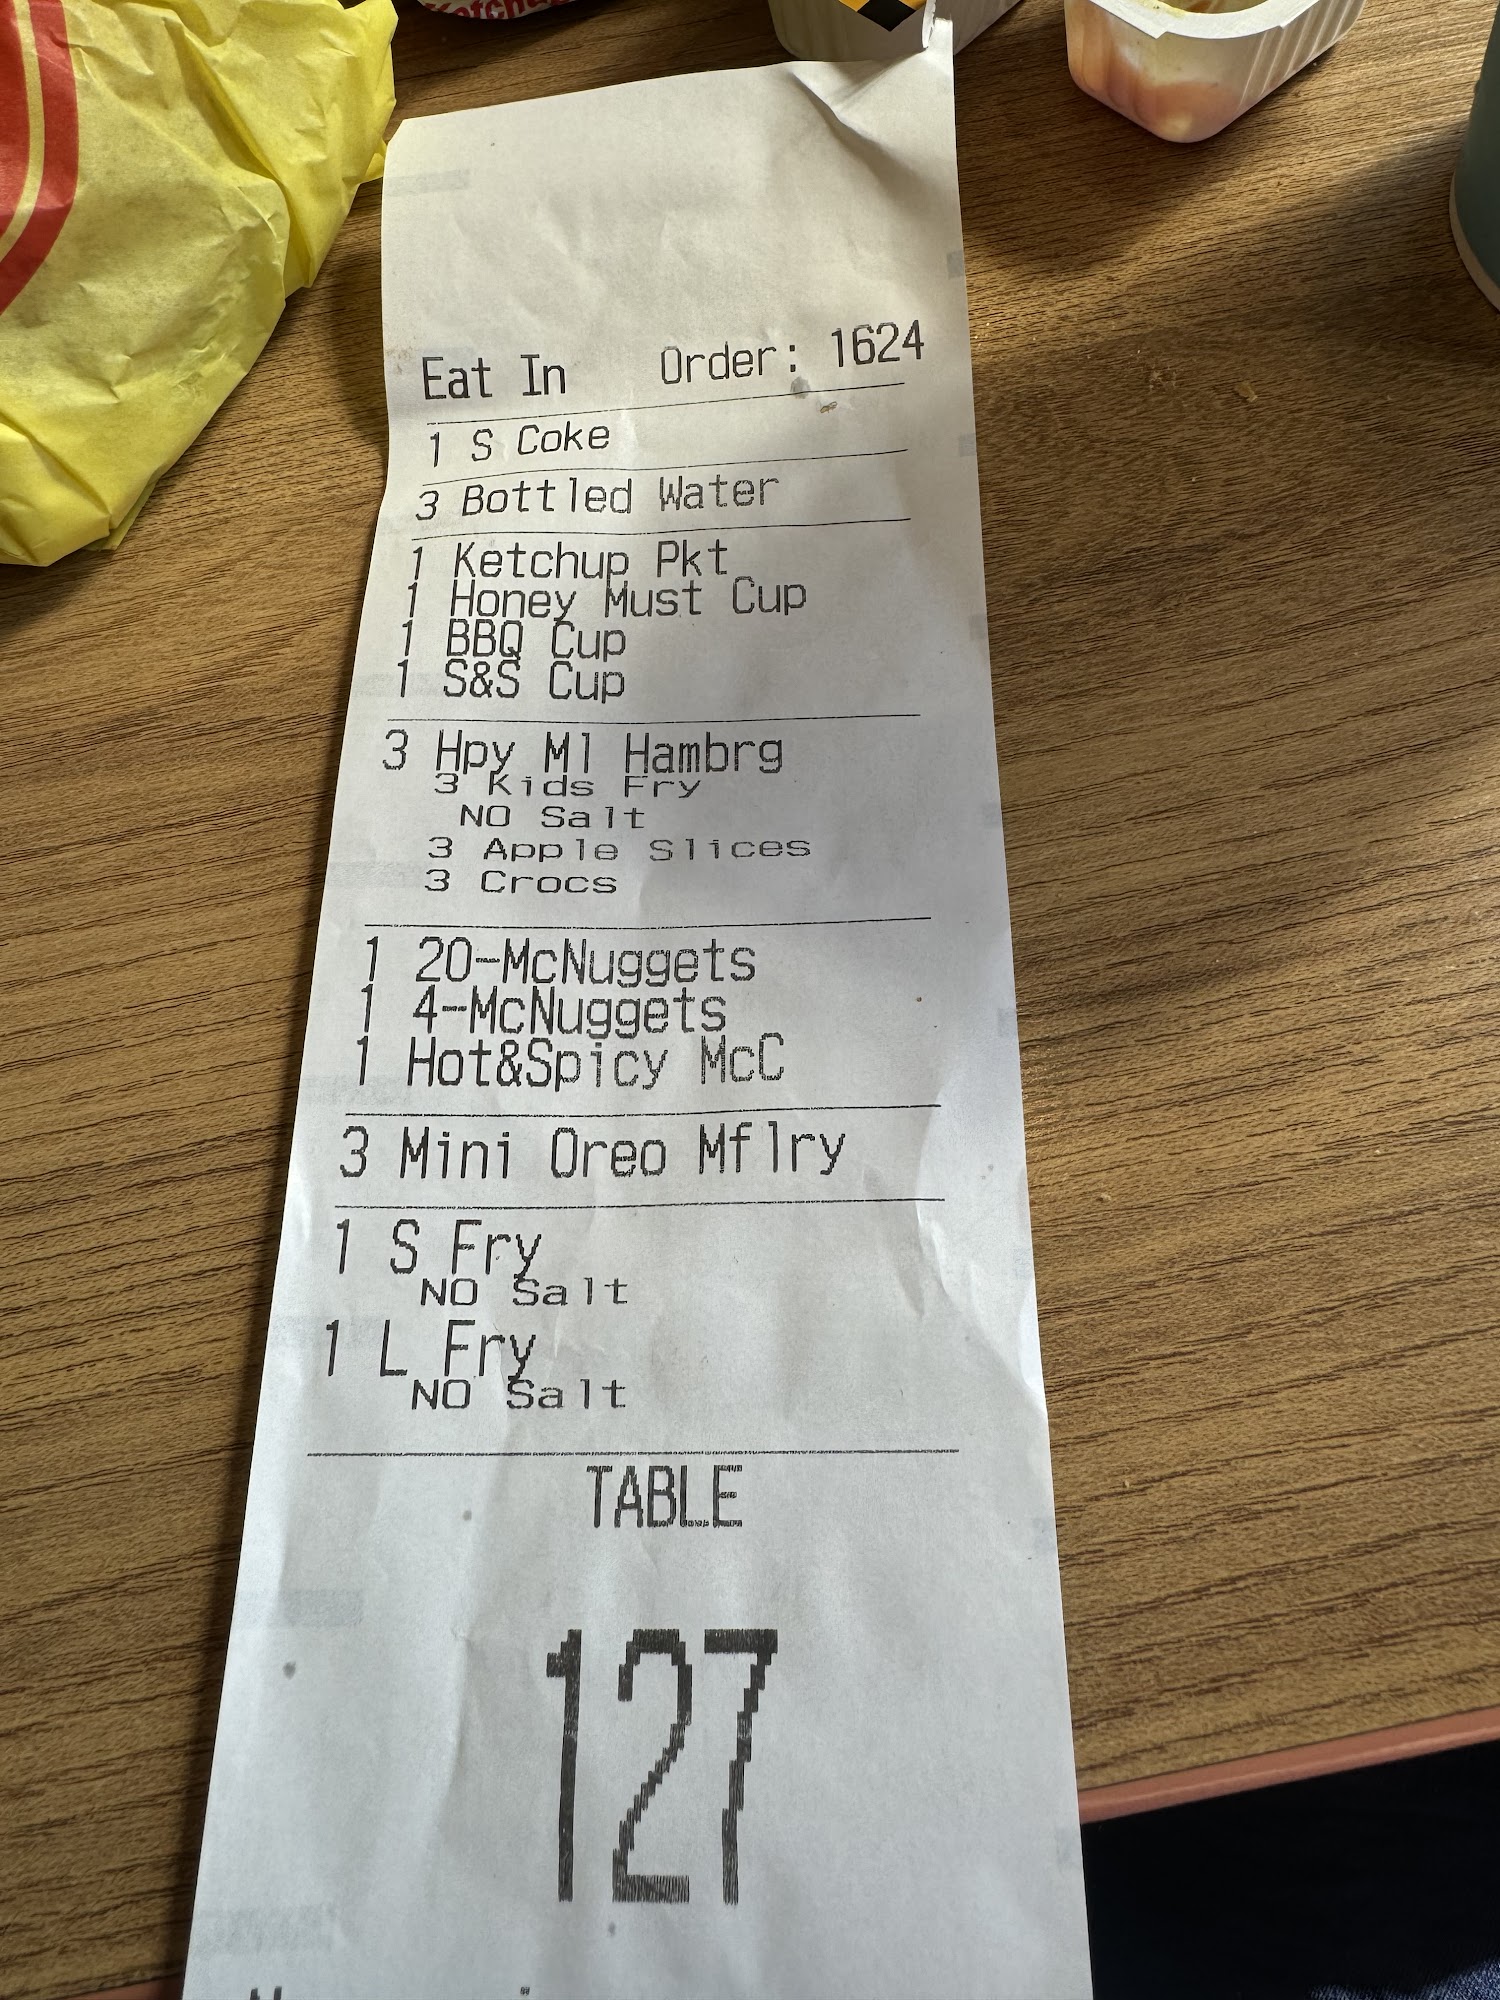 Ketchup
Eat In Order: 1624
1 S Coke
3 Bottled Water
1 Ketchup Pkt
1 Honey Must Cup
1 BBQ Cup
1 S&S Cup
3 Hpy Ml Hambrg
3 Kids Fry
NO Salt
3 Apple Slices
3 Crocs
1 20-McNuggets
1 4-McNuggets
1 Hot&Spicy McC
3 Mini Oreo Mflry
1 S Fry
NO Salt
1 L Fry
NO Salt
TABLE
127